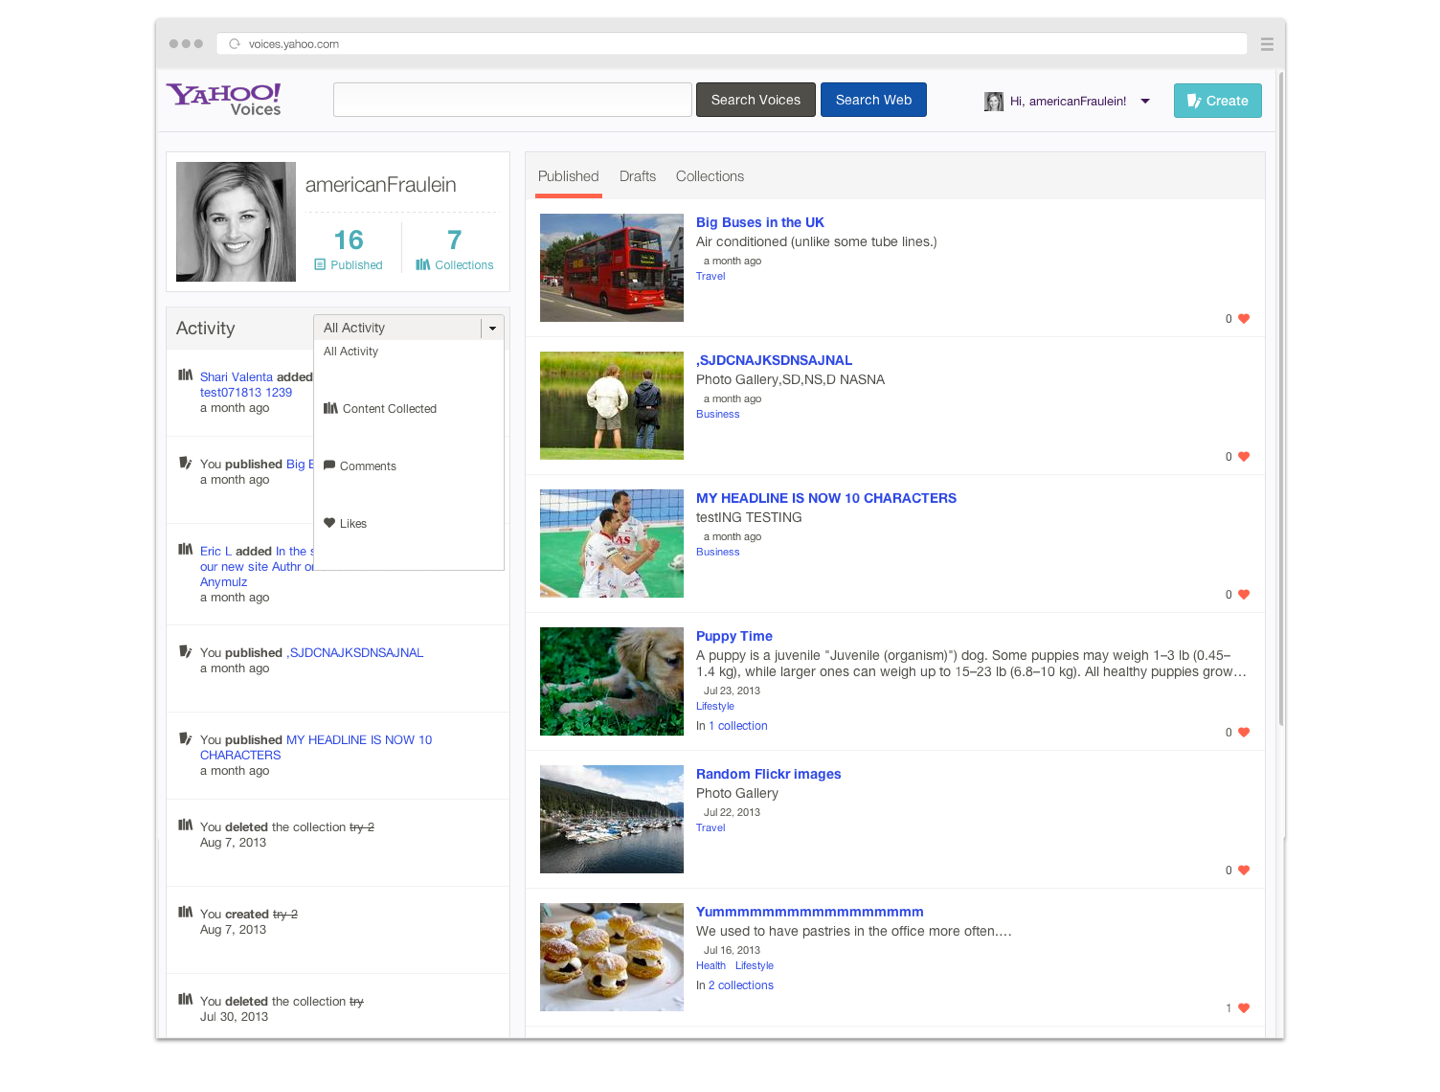 voices.yahoo.com
YAHOO!
Voices
Search Voices
Search Web
Hi, americanFraulein!
Create
americanFraulein
16
Published
7
Collections
Activity
All Activity
All Activity
Content Collected
Comments
Likes
Shari Valenta added
test071813 1239
a month ago
You published Big
a month ago
Eric L added In the
our new site Authr
Anymulz
a month ago
You published ,SJDCNAJKSDNSAJNAL
a month ago
You published MY HEADLINE IS NOW 10
CHARACTERS
a month ago
You deleted the collection try 2
Aug 7, 2013
You created try 2
Aug 7, 2013
You deleted the collection try
Jul 30, 2013
Published Drafts Collections
Big Buses in the UK
Air conditioned (unlike some tube lines.)
a month ago
Travel
0
,SJDCNAJKSDNSAJNAL
Photo Gallery,SD,NS,D NASNA
a month ago
Business
0
MY HEADLINE IS NOW 10 CHARACTERS
testING TESTING
a month ago
Business
0
Puppy Time
A puppy is a juvenile "Juvenile (organism)") dog. Some puppies may weigh 1–3 lb (0.45–
1.4 kg), while larger ones can weigh up to 15–23 lb (6.8–10 kg). All healthy puppies grow...
Jul 23, 2013
Lifestyle
In 1 collection
0
Random Flickr images
Photo Gallery
Jul 22, 2013
Travel
0
Yummmmmmmmmmmmmmmmm
We used to have pastries in the office more often....
Jul 16, 2013
Health Lifestyle
In 2 collections
1